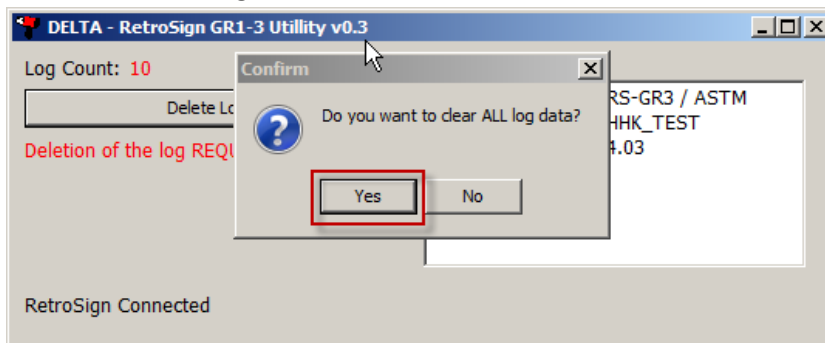 DELTA - RetroSign GR1-3 Utillity v0.3
Log Count: 10
Confirm
Delete Lo
Do you want to clear ALL log data?
RS-GR3 / ASTM
HHK_TEST
4.03
Deletion of the log REQU
Yes
No
RetroSign Connected